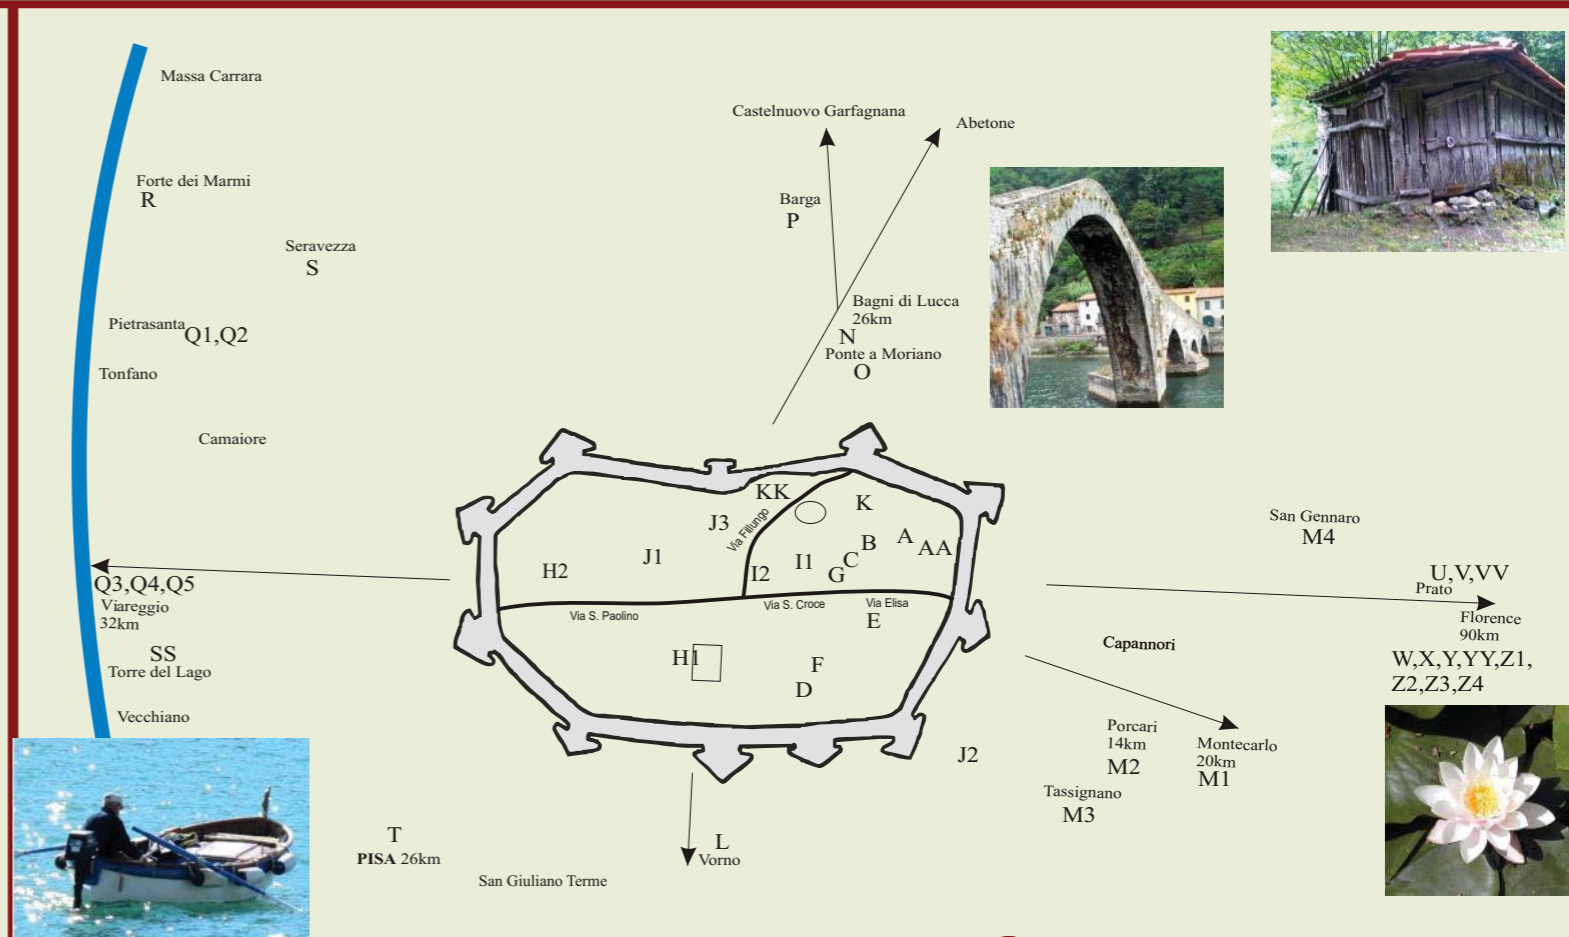 Massa Carrara
Forte dei Marmi
R
Seravezza
S
Pietrasanta
Q1,Q2
Tonfano
Camaiore
Q3,Q4,Q5
Viareggio
32km
SS
Torre del Lago
Vecchiano
T
PISA 26km
San Giuliano Terme
Castelnuovo Garfagnana
Abetone
Barga
P
Bagni di Lucca
26km
N
Ponte a Moriano
O
KK
K
J3
Via Fillungo
A
AA
B
C
G
I1
I2
J1
H2
Via S. Paolino
Via S. Croce
Via Elisa
E
H1
F
D
J2
L
Vorno
San Gennaro
M4
U,V,VV
Prato
Florence
90km
W,X,Y,YY,Z1,
Z2,Z3,Z4
Capannori
Porcari
14km
M2
Montecarlo
20km
M1
Tassignano
M3